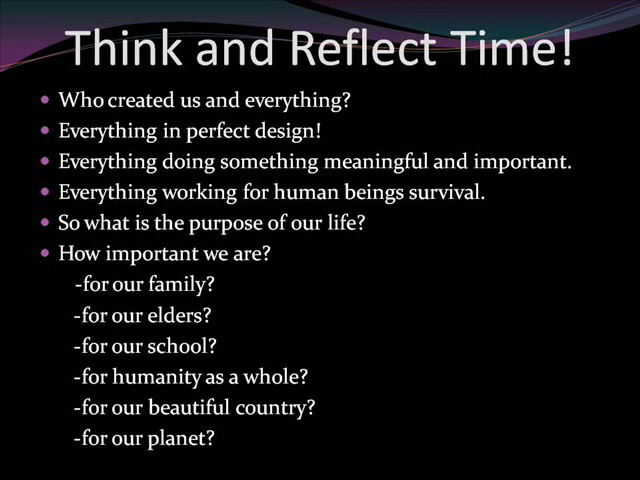 Think and Reflect Time!
• Who created us and everything?
• Everything in perfect design!
• Everything doing something meaningful and important.
• Everything working for human beings survival.
• So what is the purpose of our life?
• How important we are?
-for our family?
-for our elders?
-for our school?
-for humanity as a whole?
-for our beautiful country?
-for our planet?